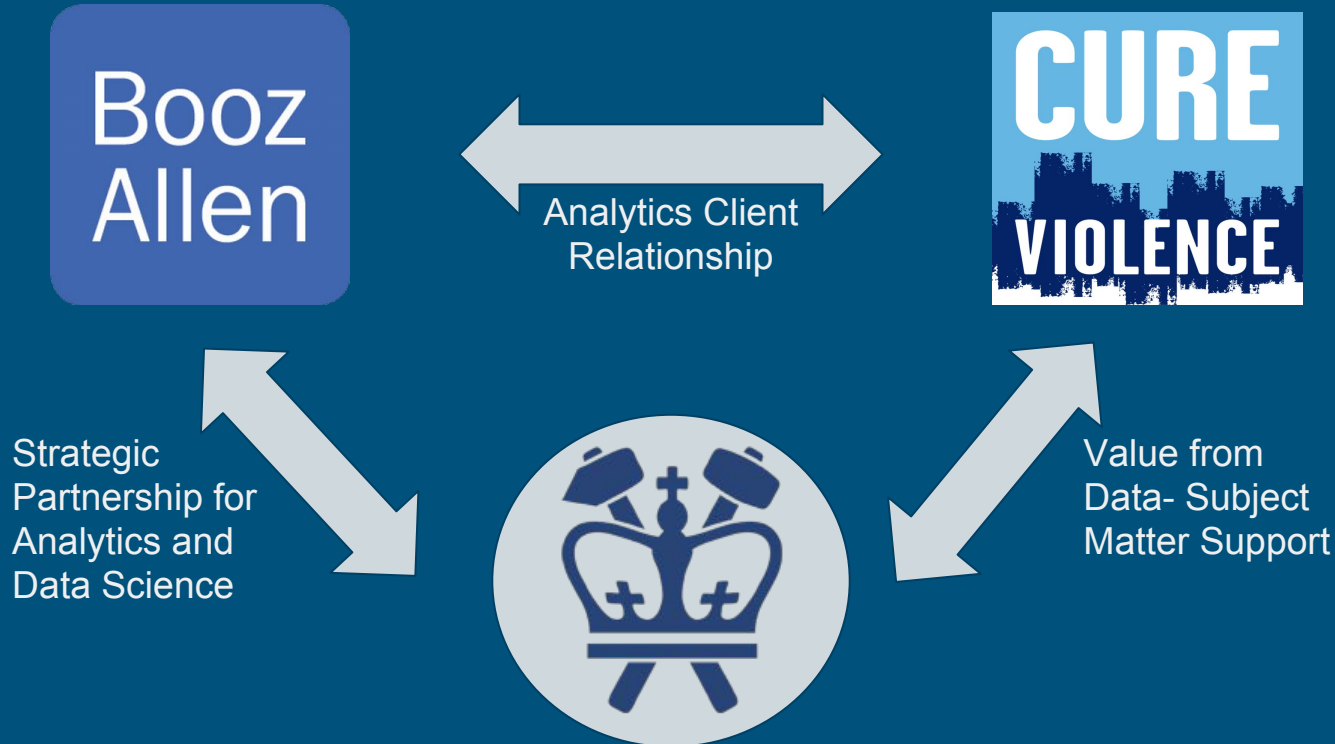 Booz
Allen
CURE
VIOLENCE
Analytics Client
Relationship
Strategic
Partnership for
Analytics and
Data Science
Value from
Data- Subject
Matter Support